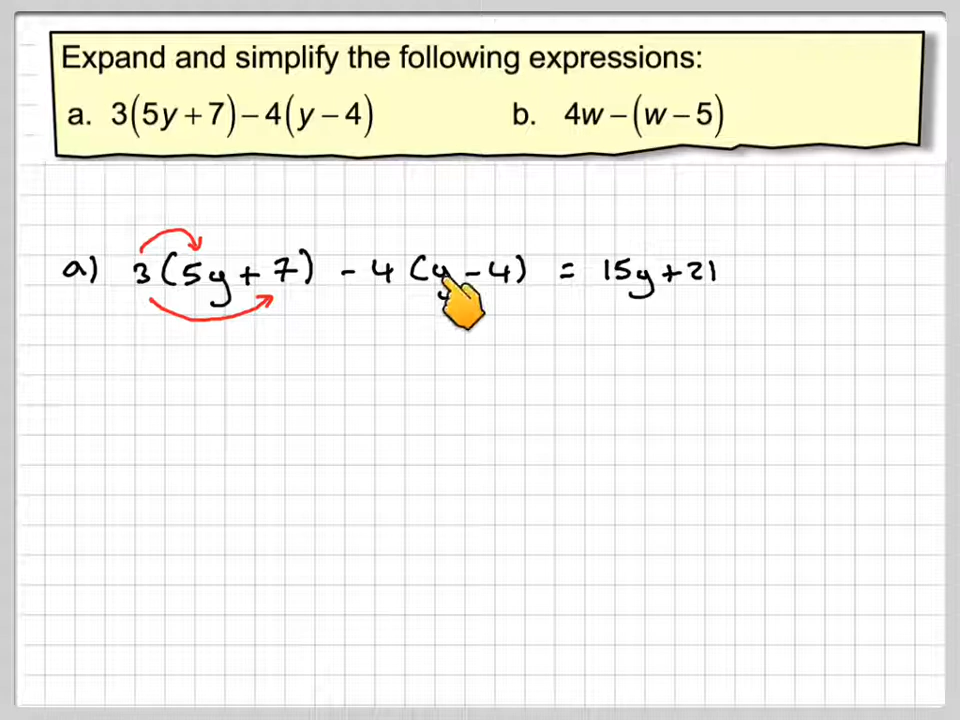 Expand and simplify the following expressions:
a. 3(5y + 7) − 4(y − 4) b. 4w − (w − 5)
a) 3(5y + 7) - 4(y - 4) = 15y + 21